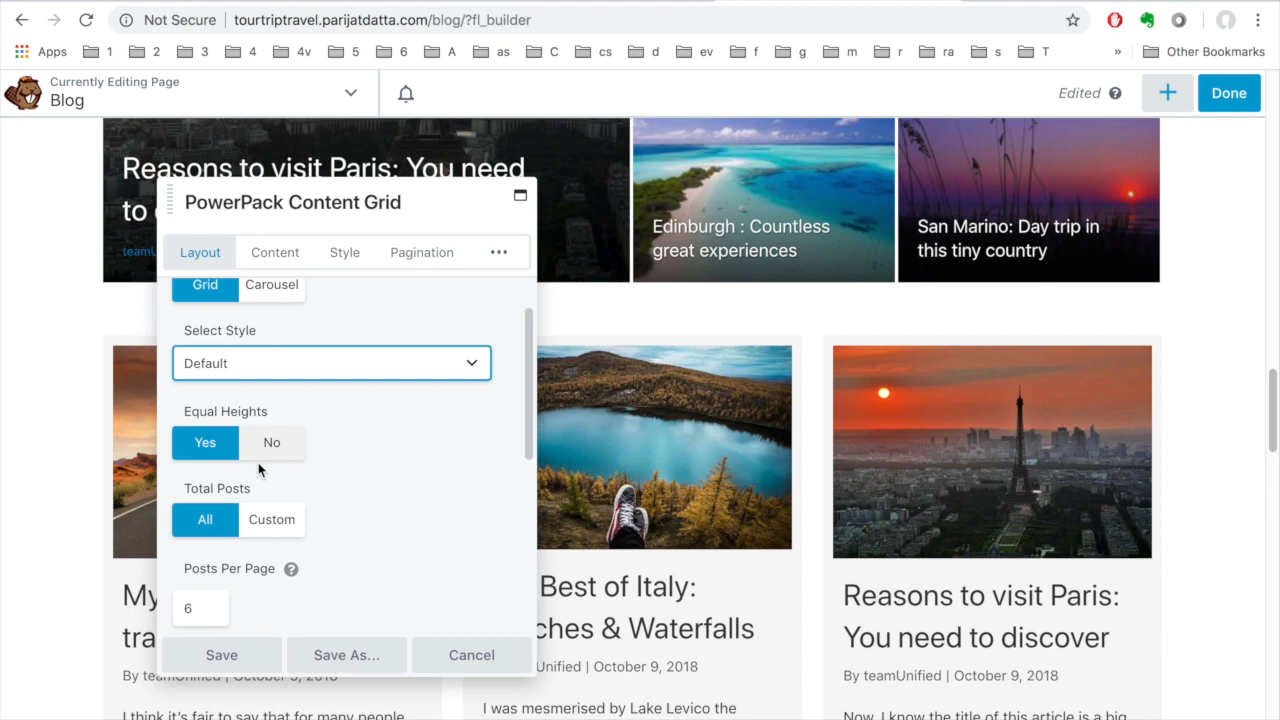 Not Secure | tourtriptravel.parijatdatta.com/blog/?fl_builder
Apps 1 2 3 4 4v 5 6 A as C cs d ev f g m r ra s T » Other Bookmarks
Currently Editing Page
Blog
Edited ? + Done
Reasons to visit Paris: You need
to
teamU
Edinburgh : Countless
great experiences
San Marino: Day trip in
this tiny country
PowerPack Content Grid
Layout Content Style Pagination •••
Grid Carousel
Select Style
Default
Equal Heights
Yes No
Total Posts
All Custom
Posts Per Page ?
6
Save Save As... Cancel
My
tra
By teamUnified | October 9, 2018
I think it's fair to say that for many people
Best of Italy:
ches & Waterfalls
Unified | October 9, 2018
I was mesmerised by Lake Levico the
Reasons to visit Paris:
You need to discover
By teamUnified | October 9, 2018
Now, I know the title of this article is a big